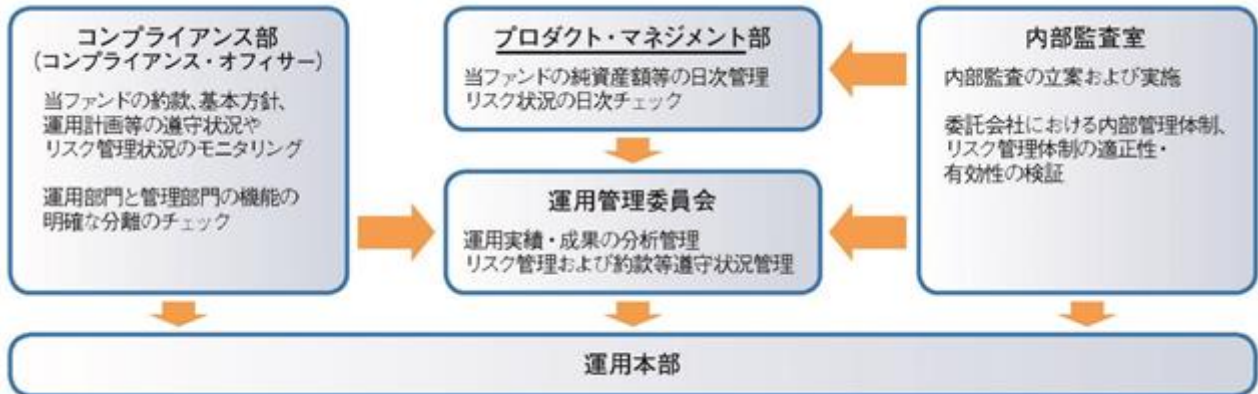 コンプライアンス部
(コンプライアンス・オフィサー)
当ファンドの約款、基本方針、
運用計画等の遵守状況や
リスク管理状況のモニタリング
運用部門と管理部門の機能の
明確な分離のチェック
プロダクト・マネジメント部
当ファンドの純資産額等の日次管理
リスク状況の日次チェック
運用管理委員会
運用実績・成果の分析管理
リスク管理および約款等遵守状況管理
内部監査室
内部監査の立案および実施
委託会社における内部管理体制、
リスク管理体制の適正性・
有効性の検証
運用本部